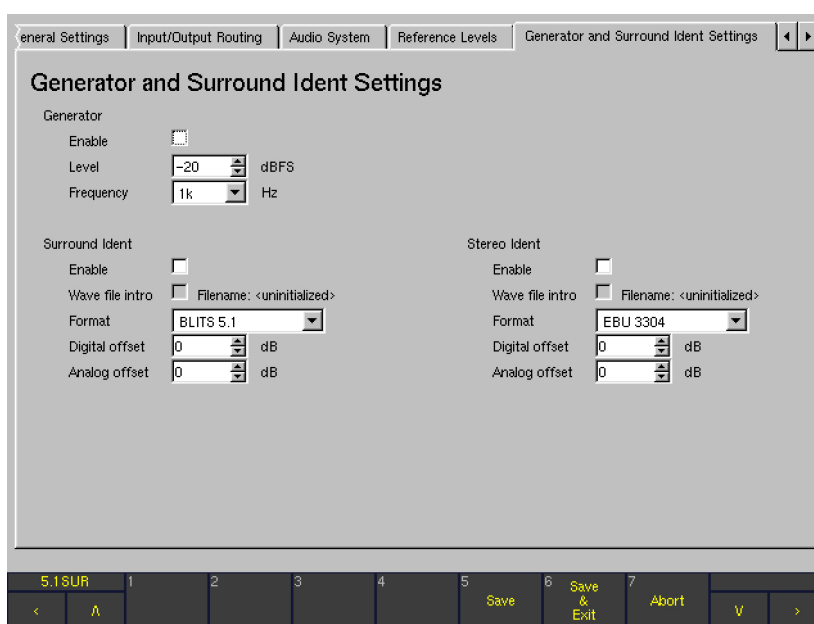 eneral Settings Input/Output Routing Audio System Reference Levels Generator and Surround Ident Settings
Generator and Surround Ident Settings
Generator
Enable
Level -20 dBFS
Frequency 1k Hz
Surround Ident
Enable
Wave file intro Filename: <uninitialized>
Format BLITS 5.1
Digital offset 0 dB
Analog offset 0 dB
Stereo Ident
Enable
Wave file intro Filename: <uninitialized>
Format EBU 3304
Digital offset 0 dB
Analog offset 0 dB
5.1SUR 1 2 3 4 5 Save 6 Save & Exit 7 Abort
< Λ V >